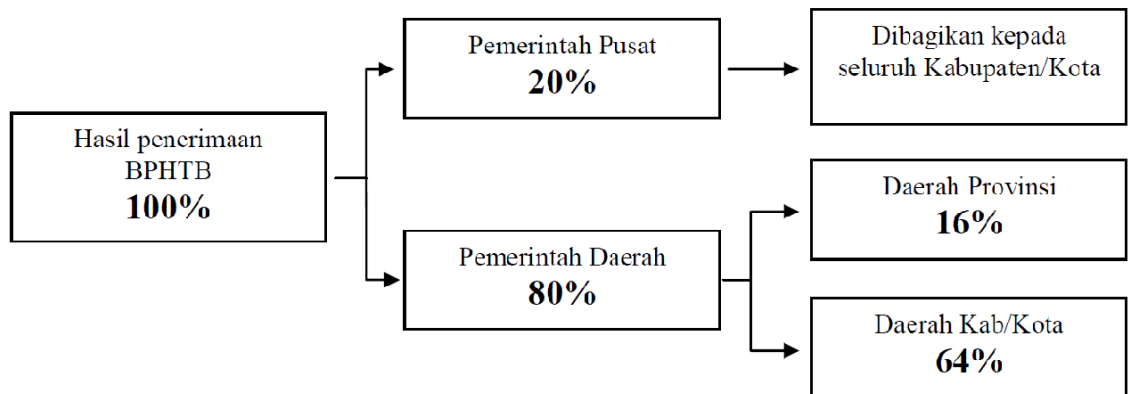 Hasil penerimaan
BPHTB
100%
Pemerintah Pusat
20%
Dibagikan kepada
seluruh Kabupaten/Kota
Pemerintah Daerah
80%
Daerah Provinsi
16%
Daerah Kab/Kota
64%